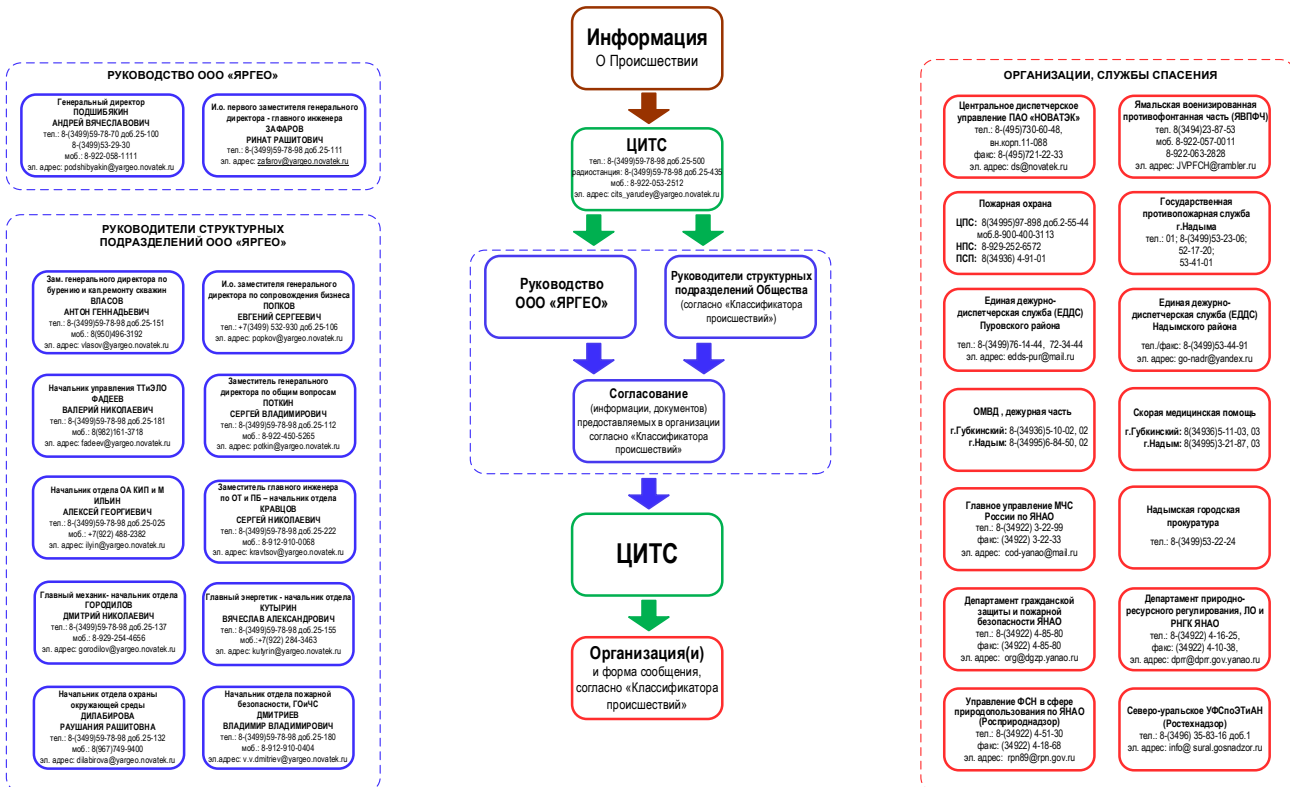 РУКОВОДСТВО ООО «ЯРГЕО»
Генеральный директор
ПОДШИБЯКИН
АНДРЕЙ ВЯЧЕСЛАВОВИЧ
тел.: 8-(3499)59-78-70 доб.25-100
8-(3499)53-29-30
моб.: 8-922-058-1111
эл. адрес: podshibyakin@yargeo.novatek.ru
И.о. первого заместителя генерального
директора - главного инженера
ЗАФАРОВ
РИНАТ РАШИТОВИЧ
тел.: 8-(3499)59-78-98 доб.25-111
эл. адрес: zafarov@yargeo.novatek.ru
РУКОВОДИТЕЛИ СТРУКТУРНЫХ
ПОДРАЗДЕЛЕНИЙ ООО «ЯРГЕО»
Зам. генерального директора по
бурению и кап.ремонту скважин
ВЛАСОВ
АНТОН ГЕННАДЬЕВИЧ
тел.: 8-(3499)59-78-98 доб.25-151
моб.: 8(950)496-3192
эл. адрес: vlasov@yargeo.novatek.ru
И.о. заместителя генерального
директора по сопровождения бизнеса
ПОПКОВ
ЕВГЕНИЙ СЕРГЕЕВИЧ
тел.: +7(3499) 532-930 доб.25-106
эл. адрес: popkov@yargeo.novatek.ru
Начальник управления ТТиЭЛО
ФАДЕЕВ
ВАЛЕРИЙ НИКОЛАЕВИЧ
тел.: 8-(3499)59-78-98 доб.25-181
моб.: 8(982)161-3718
эл. адрес: fadeev@yargeo.novatek.ru
Заместитель генерального
директора по общим вопросам
ПОТКИН
СЕРГЕЙ ВЛАДИМИРОВИЧ
тел.: 8-(3499)59-78-98 доб.25-112
моб.: 8-922-450-5265
эл. адрес: potkin@yargeo.novatek.ru
Начальник отдела ОА КИП и М
ИЛЬИН
АЛЕКСЕЙ ГЕОРГИЕВИЧ
тел.: 8-(3499)59-78-98 доб.25-025
моб.: +7(922) 488-2382
эл. адрес: ilyin@yargeo.novatek.ru
Заместитель главного инженера
по ОТ и ПБ – начальник отдела
КРАВЦОВ
СЕРГЕЙ НИКОЛАЕВИЧ
тел.: 8-(3499)59-78-98 доб.25-222
моб.: 8-912-910-0068
эл. адрес: kravtsov@yargeo.novatek.ru
Главный механик- начальник отдела
ГОРОДИЛОВ
ДМИТРИЙ НИКОЛАЕВИЧ
тел.: 8-(3499)59-78-98 доб.25-137
моб.: 8-929-254-4656
эл. адрес: gorodilov@yargeo.novatek.ru
Главный энергетик - начальник отдела
КУТЫРИН
ВЯЧЕСЛАВ АЛЕКСАНДРОВИЧ
тел.: 8-(3499)59-78-98 доб.25-155
моб.:+7(922) 284-3463
эл. адрес: kutyrin@yargeo.novatek.ru
Начальник отдела охраны
окружающей среды
ДИЛАБИРОВА
РАУШАНИЯ РАШИТОВНА
тел.: 8-(3499)59-78-98 доб.25-132
моб.: 8(967)749-9400
эл.адрес: dilabirova@yargeo.novatek.ru
Начальник отдела пожарной
безопасности, ГОиЧС
ДМИТРИЕВ
ВЛАДИМИР ВЛАДИМИРОВИЧ
тел.: 8-(3499)59-78-98 доб.25-180
моб.: 8-912-910-0404
эл.адрес: v.v.dmitriev@yargeo.novatek.ru
Информация
О Происшествии
ЦИТС
тел.: 8-(3499)59-78-98 доб.25-500
радиостанция: 8-(3499)59-78-98 доб.25-435
моб.: 8-922-053-2512
эл. адрес: cits_yarudey@yargeo.novatek.ru
Руководство
ООО «ЯРГЕО»
Руководители структурных
подразделений Общества
(согласно «Классификатора
происшествий»)
Согласование
(информации, документов)
предоставляемых в организации
согласно «Классификатора
происшествий»
ЦИТС
Организация(и)
и форма сообщения,
согласно «Классификатора
происшествий»
ОРГАНИЗАЦИИ, СЛУЖБЫ СПАСЕНИЯ
Центральное диспетчерское
управление ПАО «НОВАТЭК»
тел.: 8-(495)730-60-48,
вн.корп.11-088
факс: 8-(495)721-22-33
эл. адрес: ds@novatek.ru
Ямальская военизированная
противофонтанная часть (ЯВПФЧ)
тел. 8(3494)23-87-53
моб. 8-922-057-0011
8-922-063-2828
эл. адрес: JVPFCH@rambler.ru
Пожарная охрана
ЦПС: 8(34995)97-898 доб.2-55-44
моб.8-900-400-3113
НПС: 8-929-252-6572
ПСП: 8(34936) 4-91-01
Государственная
противопожарная служба
г.Надыма
тел.: 01; 8-(3499)53-23-06;
52-17-20;
53-41-01
Единая дежурно-
диспетчерская служба (ЕДДС)
Пуровского района
тел.: 8-(3499)76-14-44, 72-34-44
эл. адрес: edds-pur@mail.ru
Единая дежурно-
диспетчерская служба (ЕДДС)
Надымского района
тел./факс: 8-(3499)53-44-91
эл. адрес: go-nadr@yandex.ru
ОМВД , дежурная часть
г.Губкинский: 8-(34936)5-10-02, 02
г.Надым: 8-(34995)6-84-50, 02
Скорая медицинская помощь
г.Губкинский: 8(34936)5-11-03, 03
г.Надым: 8(34995)3-21-87, 03
Главное управление МЧС
России по ЯНАО
тел.: 8-(34922) 3-22-99
факс: (34922) 3-22-33
эл. адрес: cod-yanao@mail.ru
Надымская городская
прокуратура
тел.: 8-(3499)53-22-24
Департамент гражданской
защиты и пожарной
безопасности ЯНАО
тел.: 8-(34922) 4-85-80
факс: (34922) 4-85-80
эл. адрес: org@dgzp.yanao.ru
Департамент природно-
ресурсного регулирования, ЛО и
РНГК ЯНАО
тел.: 8-(34922) 4-16-25,
факс: (34922) 4-10-38,
эл. адрес: dprr@dprr.gov.yanao.ru
Управление ФСН в сфере
природопользования по ЯНАО
(Росприроднадзор)
тел.: 8-(34922) 4-51-30
факс: (34922) 4-18-68
эл. адрес: rpn89@rpn.gov.ru
Северо-уральское УФСпоЭТиАН
(Ростехнадзор)
тел.: 8-(3496) 35-83-16 доб.1
эл. адрес: info@ sural.gosnadzor.ru